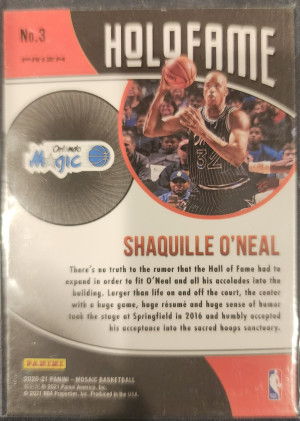 No.3
HOLOFAME
PRIZM
32
Orlando
Magic
SHAQUILLE O'NEAL
There's no truth to the rumor that the Hall of Fame had to
expand in order to fit O'Neal and all his accolades into the
building. Larger than life on and off the court, the center
with a huge game, huge résumé and huge sense of humor
took the stage at Springfield in 2016 and humbly accepted
his acceptance into the sacred hoops sanctuary.
PANINI
2020-21 PANINI - MOSAIC BASKETBALL
© 2021 Panini America, Inc.
© 2021 NBA Properties, Inc. Produced in the USA